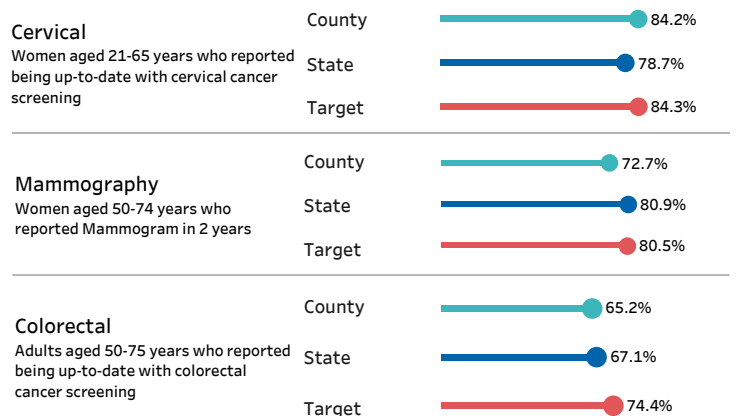 Cervical
Women aged 21-65 years who reported
being up-to-date with cervical cancer
screening
County
84.2%
State
78.7%
Target
84.3%
Mammography
Women aged 50-74 years who
reported Mammogram in 2 years
County
72.7%
State
80.9%
Target
80.5%
Colorectal
Adults aged 50-75 years who reported
being up-to-date with colorectal
cancer screening
County
65.2%
State
67.1%
Target
74.4%